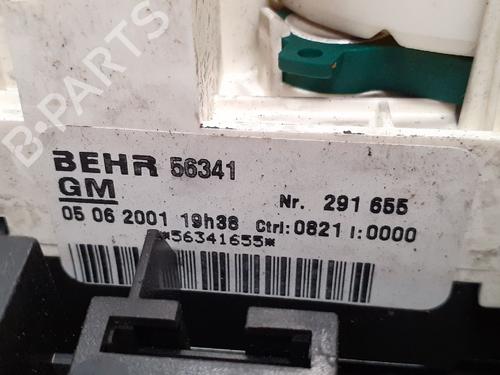 B-PARTS
BEHR 56341
GM
Nr. 291 655
05 06 2001 19h38 Ctrl:0821 I:0000
*56341655*